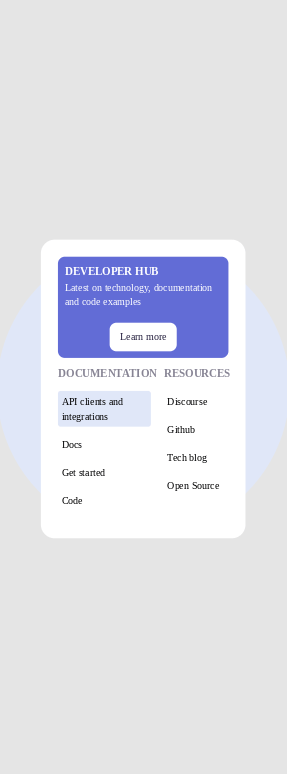 DEVELOPER HUB
Latest on technology, documentation
and code examples
Learn more
DOCUMENTATION
API clients and
integrations
Docs
Get started
Code
RESOURCES
Discourse
Github
Tech blog
Open Source